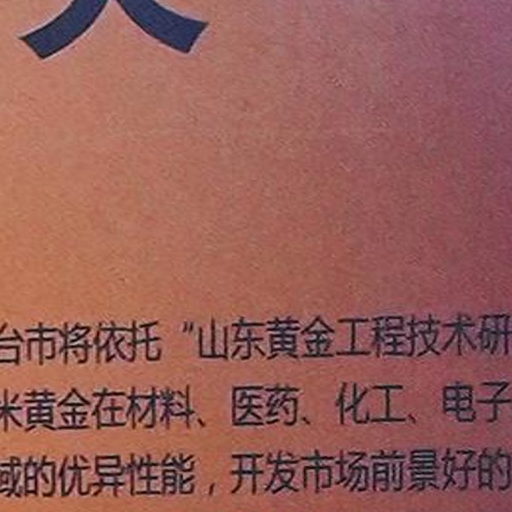 台市将依托“山东黄金工程技术研
米黄金在材料、医药、化工、电子
域的优异性能，开发市场前景好的